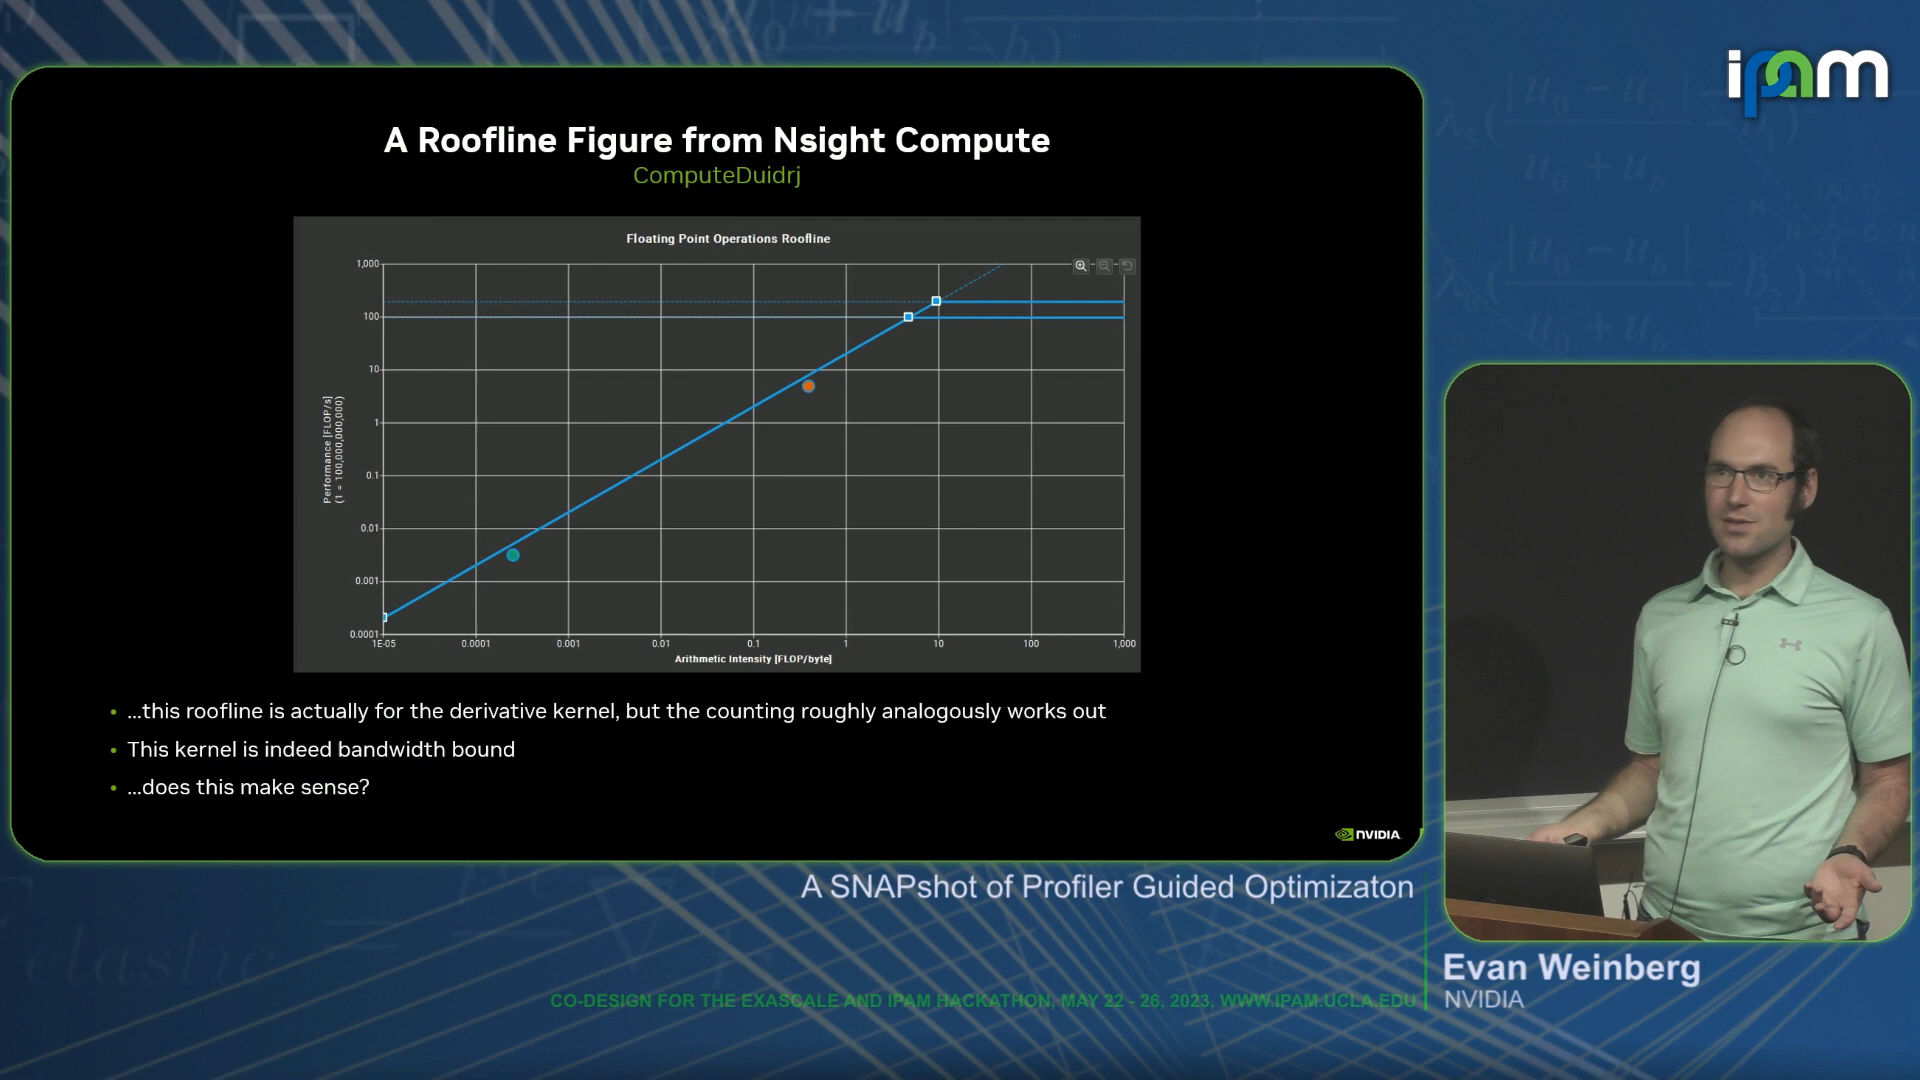 ipam
A Roofline Figure from Nsight Compute
ComputeDuidrj
Floating Point Operations Roofline
1,000
100
10
1
0.1
0.01
0.001
0.0001
Performance [FLOP/s]
(1 = 100,000,000,000)
1E-05 0.0001 0.001 0.01 0.1 1 10 100 1,000
Arithmetic Intensity [FLOP/byte]
• ...this roofline is actually for the derivative kernel, but the counting roughly analogously works out
• This kernel is indeed bandwidth bound
• ...does this make sense?
NVIDIA.
A SNAPshot of Profiler Guided Optimizaton
Evan Weinberg
NVIDIA
CO-DESIGN FOR THE EXASCALE AND IPAM HACKATHON, MAY 22 - 26, 2023, WWW.IPAM.UCLA.EDU
elastic